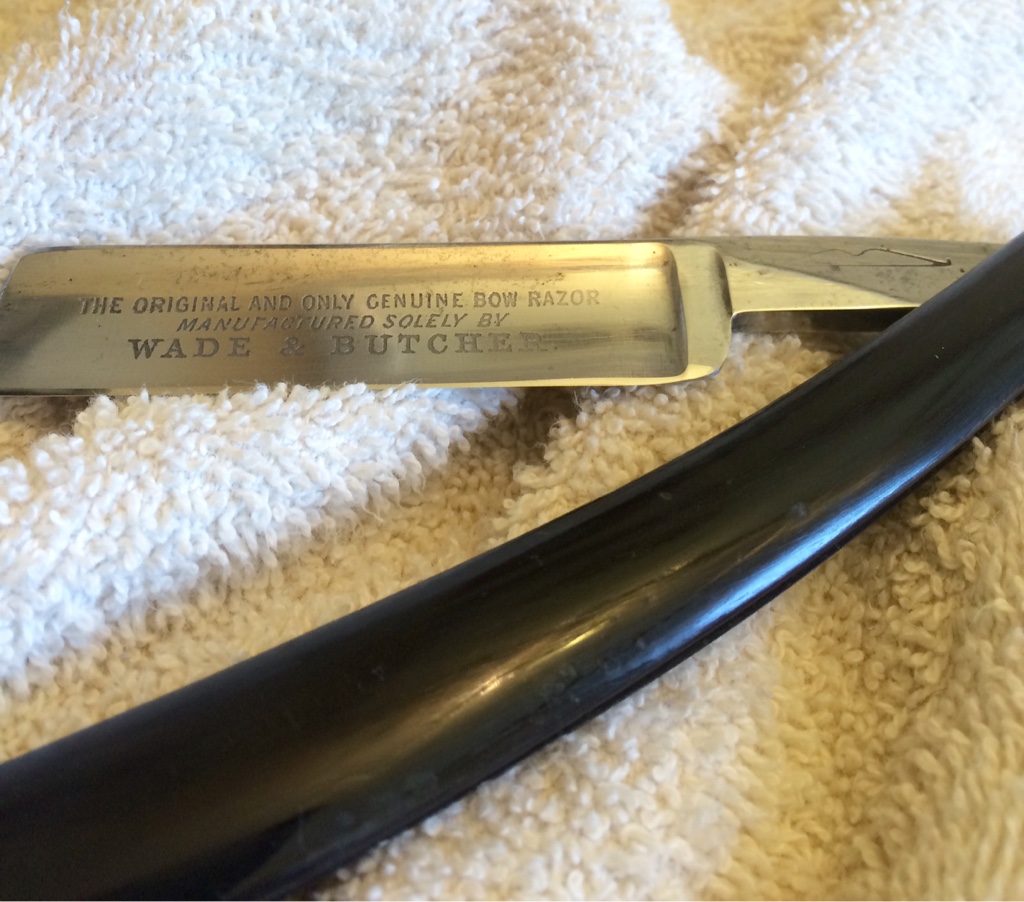 THE ORIGINAL AND ONLY GENUINE BOW RAZOR
MANUFACTURED SOLELY BY
WADE & BUTCHER